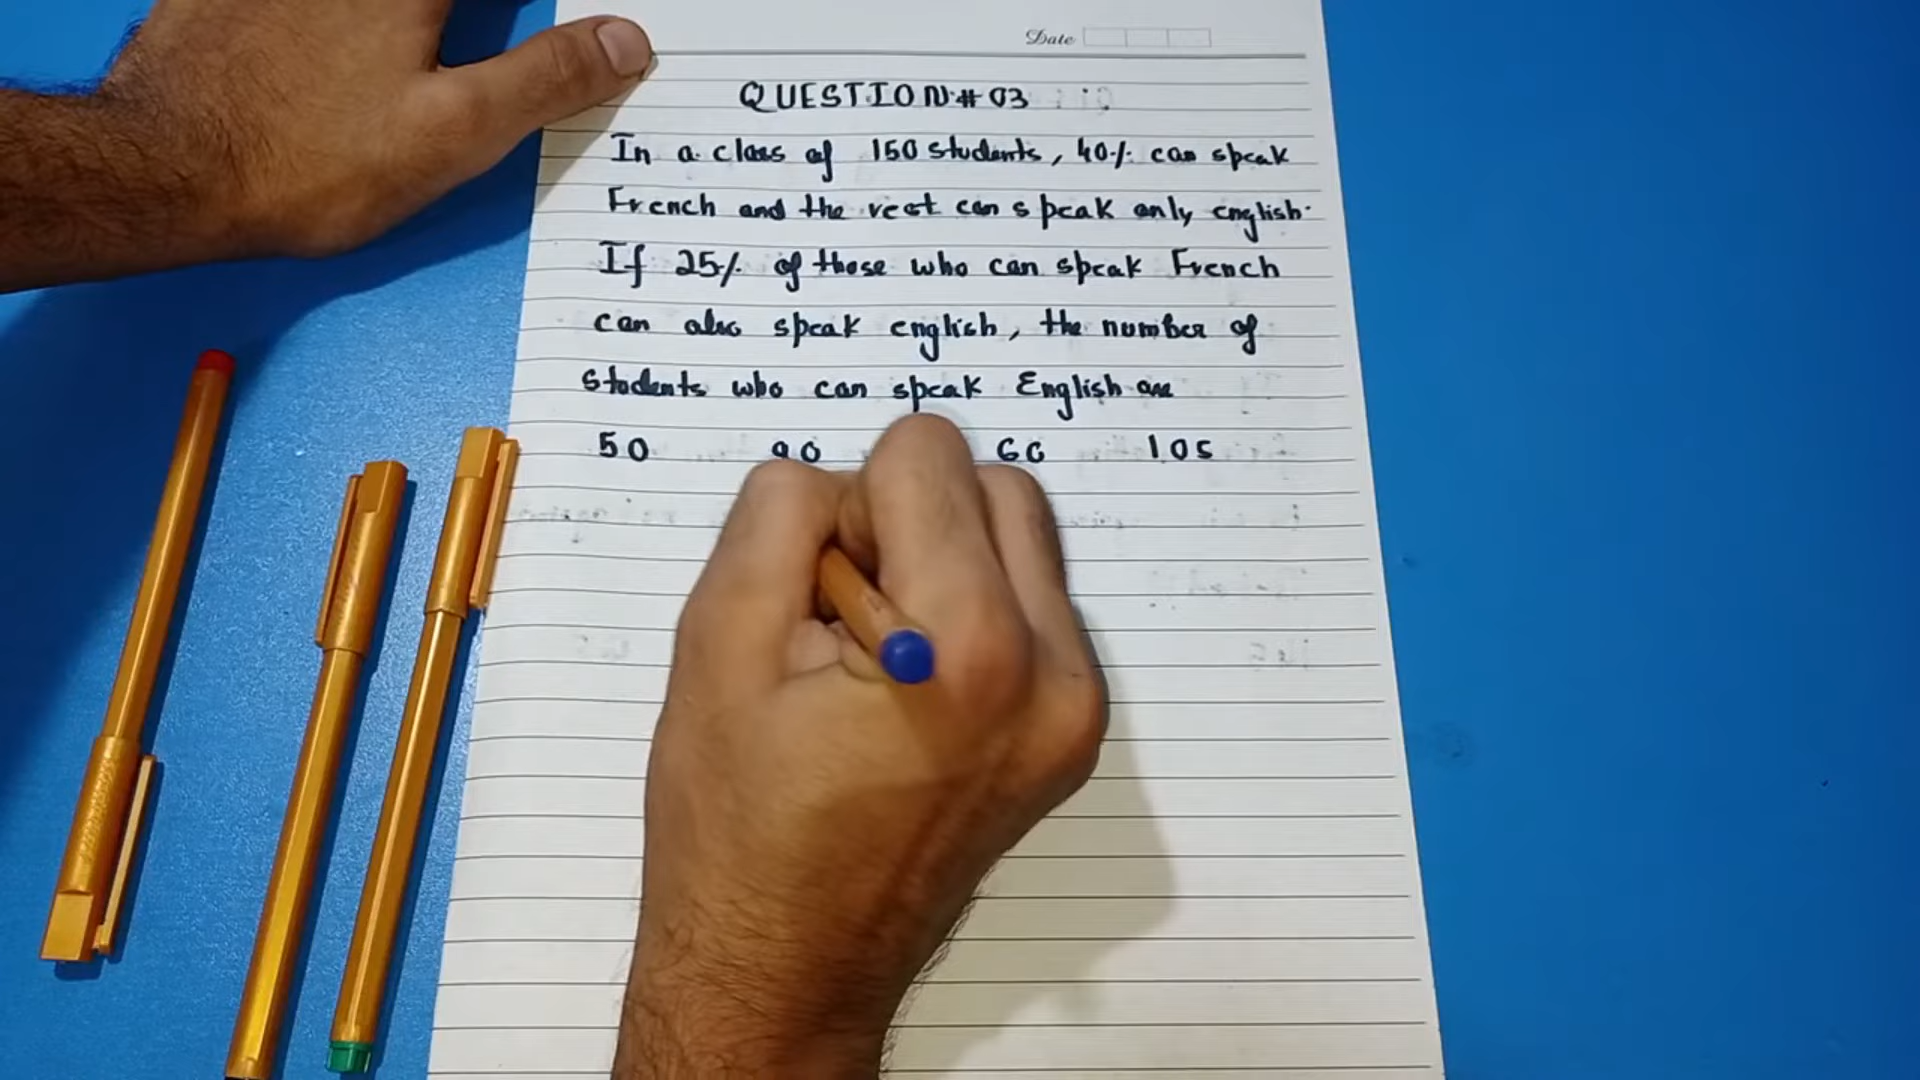 Date
QUESTION # 03
In a class of 150 students, 40% can speak
French and the rest can speak only english.
If 25% of those who can speak French
can also speak english, the number of
students who can speak English are
50 90 60 105